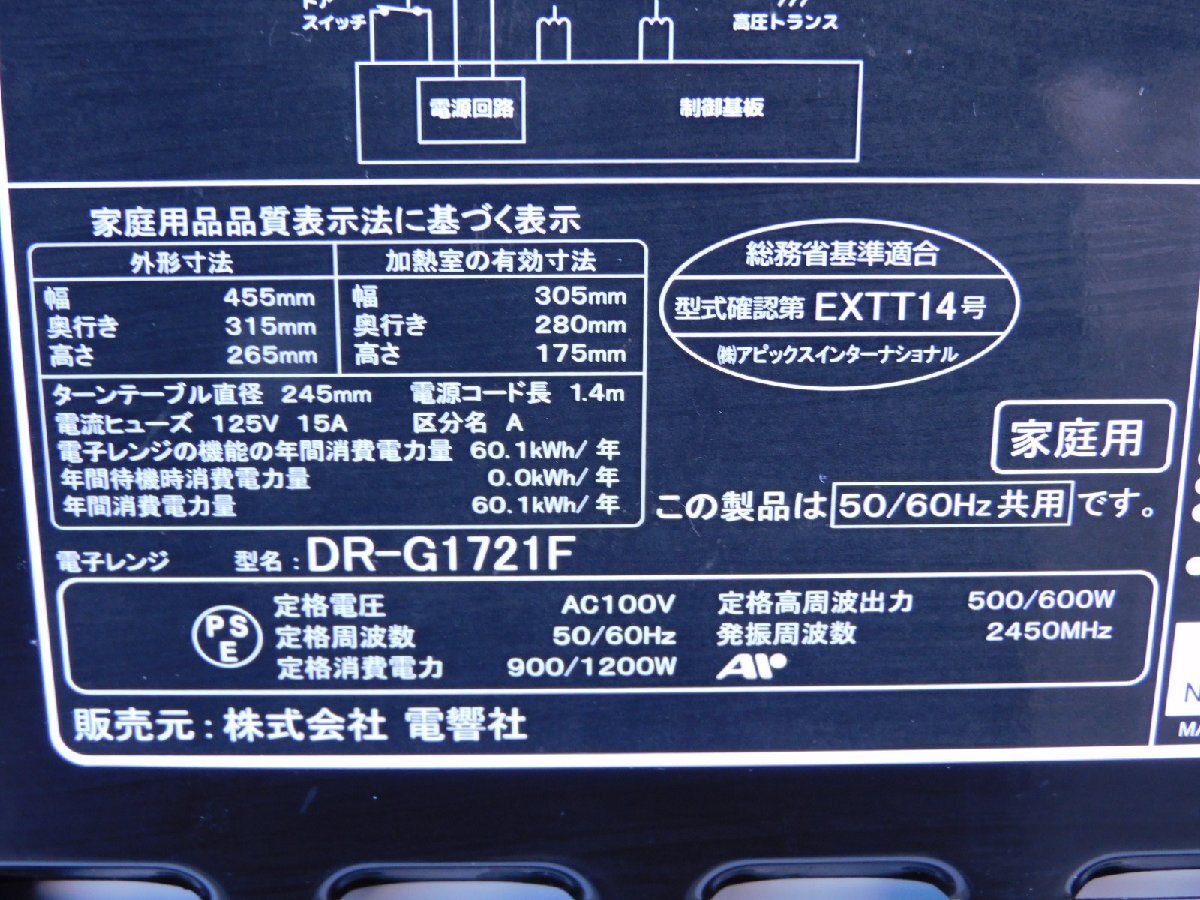 スイッチ
高圧トランス
電源回路
制御基板
家庭用品品質表示法に基づく表示
外形寸法 加熱室の有効寸法
幅 455mm 幅 305mm
奥行き 315mm 奥行き 280mm
高さ 265mm 高さ 175mm
ターンテーブル直径 245mm 電源コード長 1.4m
電流ヒューズ 125V 15A 区分名 A
電子レンジの機能の年間消費電力量 60.1kWh/年
年間待機時消費電力量 0.0kWh/年
年間消費電力量 60.1kWh/年
総務省基準適合
型式確認第 EXTT14号
㈱アピックスインターナショナル
家庭用
この製品は 50/60Hz共用 です。
電子レンジ 型名:DR-G1721F
PSE
定格電圧 AC100V 定格高周波出力 500/600W
定格周波数 50/60Hz 発振周波数 2450MHz
定格消費電力 900/1200W
販売元:株式会社 電響社